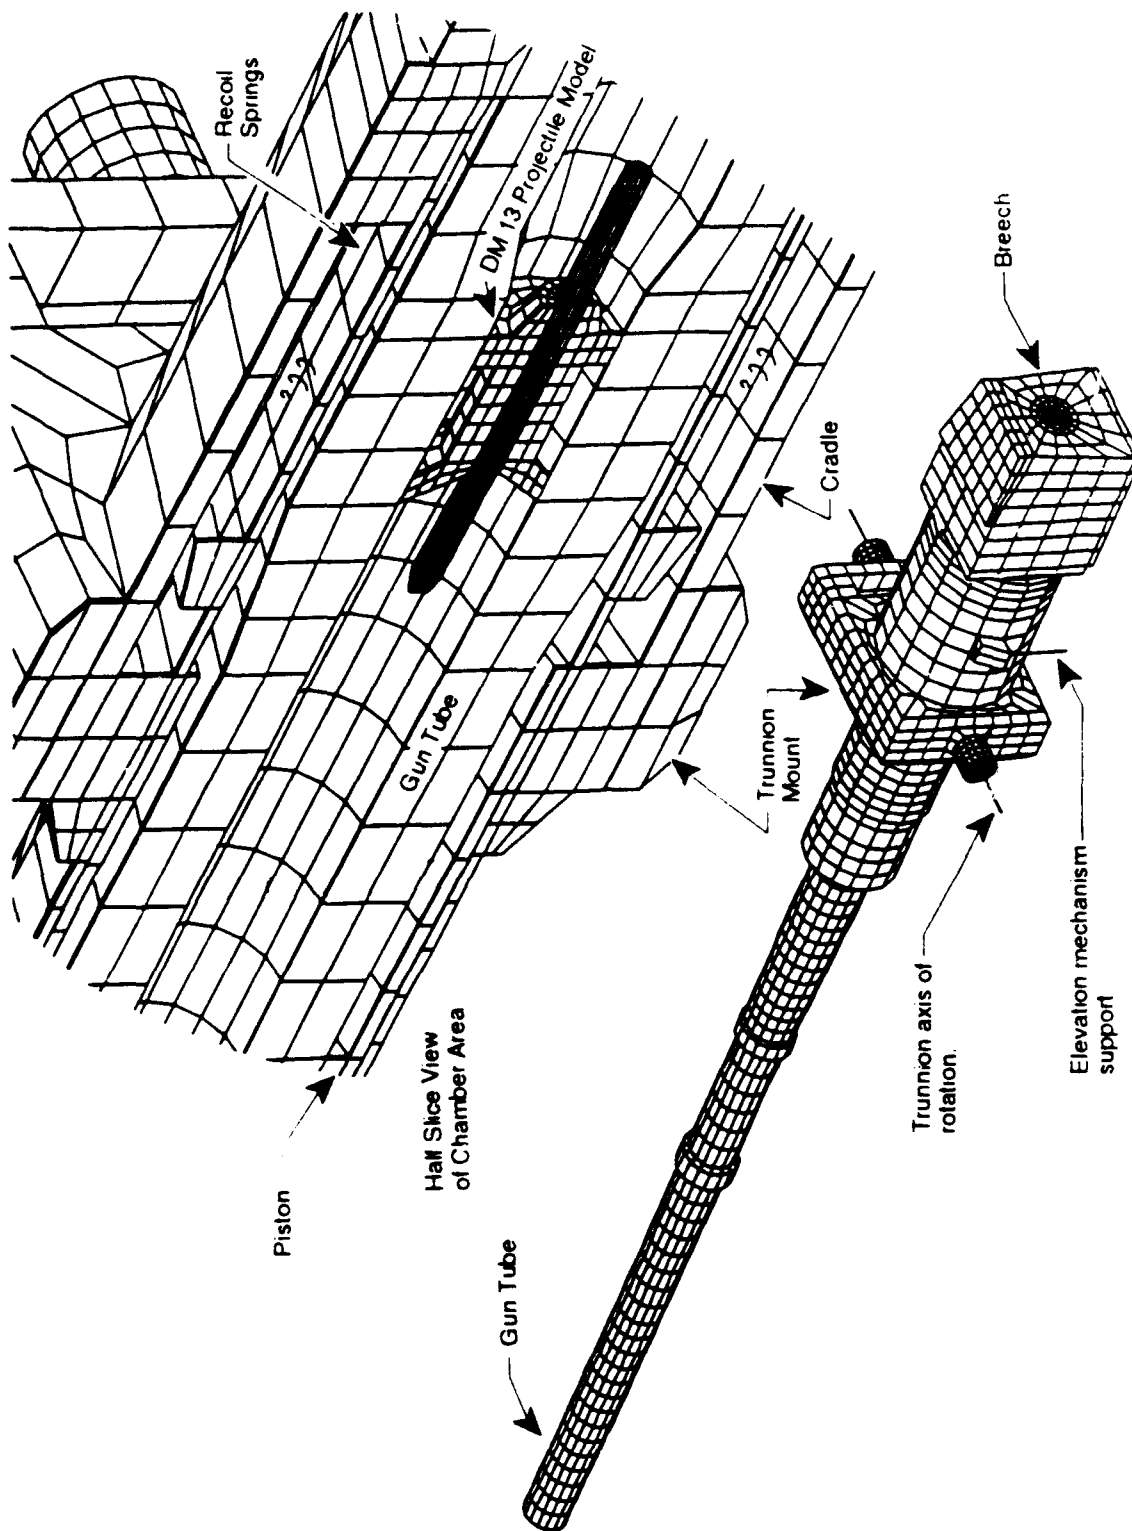 Recoil
Springs
DM 13 Projectile Model
Gun Tube
Piston
Half Slice View
of Chamber Area
Trunnion
Mount
Cradle
Breech
Gun Tube
Trunnion axis of
rotation.
Elevation mechanism
support